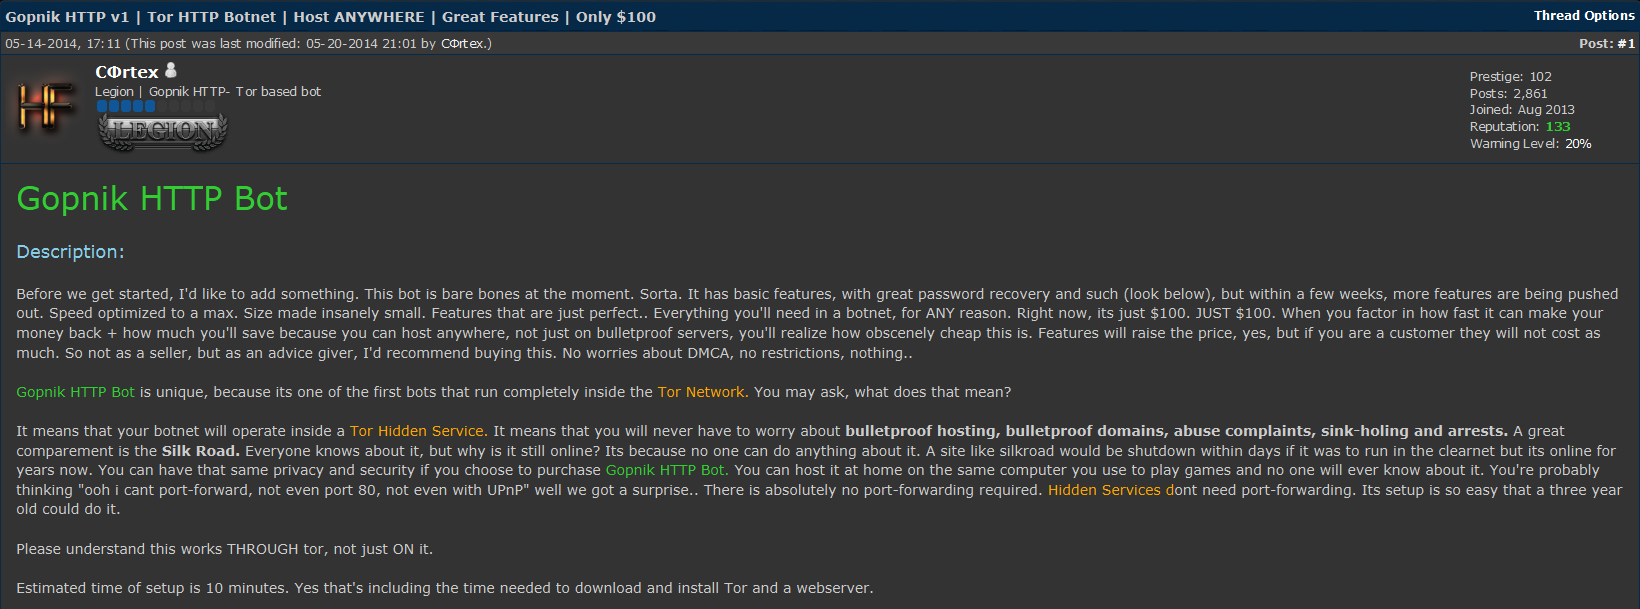 Gopnik HTTP v1 | Tor HTTP Botnet | Host ANYWHERE | Great Features | Only $100
Thread Options
05-14-2014, 17:11 (This post was last modified: 05-20-2014 21:01 by CΦrtex.)
Post: #1
HF
CΦrtex
Legion | Gopnik HTTP- Tor based bot
LEGION
Prestige: 102
Posts: 2,861
Joined: Aug 2013
Reputation: 133
Warning Level: 20%
Gopnik HTTP Bot
Description:
Before we get started, I'd like to add something. This bot is bare bones at the moment. Sorta. It has basic features, with great password recovery and such (look below), but within a few weeks, more features are being pushed
out. Speed optimized to a max. Size made insanely small. Features that are just perfect.. Everything you'll need in a botnet, for ANY reason. Right now, its just $100. JUST $100. When you factor in how fast it can make your
money back + how much you'll save because you can host anywhere, not just on bulletproof servers, you'll realize how obscenely cheap this is. Features will raise the price, yes, but if you are a customer they will not cost as
much. So not as a seller, but as an advice giver, I'd recommend buying this. No worries about DMCA, no restrictions, nothing..
Gopnik HTTP Bot is unique, because its one of the first bots that run completely inside the Tor Network. You may ask, what does that mean?
It means that your botnet will operate inside a Tor Hidden Service. It means that you will never have to worry about bulletproof hosting, bulletproof domains, abuse complaints, sink-holing and arrests. A great
comparement is the Silk Road. Everyone knows about it, but why is it still online? Its because no one can do anything about it. A site like silkroad would be shutdown within days if it was to run in the clearnet but its online for
years now. You can have that same privacy and security if you choose to purchase Gopnik HTTP Bot. You can host it at home on the same computer you use to play games and no one will ever know about it. You're probably
thinking "ooh i cant port-forward, not even port 80, not even with UPnP" well we got a surprise.. There is absolutely no port-forwarding required. Hidden Services dont need port-forwarding. Its setup is so easy that a three year
old could do it.
Please understand this works THROUGH tor, not just ON it.
Estimated time of setup is 10 minutes. Yes that's including the time needed to download and install Tor and a webserver.